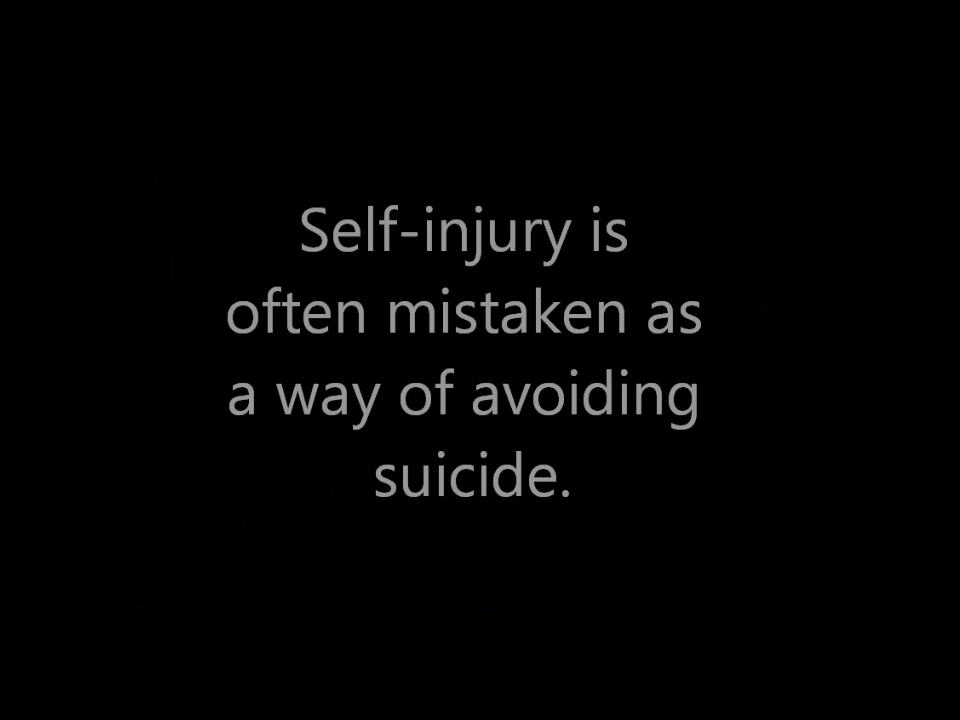 Self-injury is
often mistaken as
a way of avoiding
suicide.